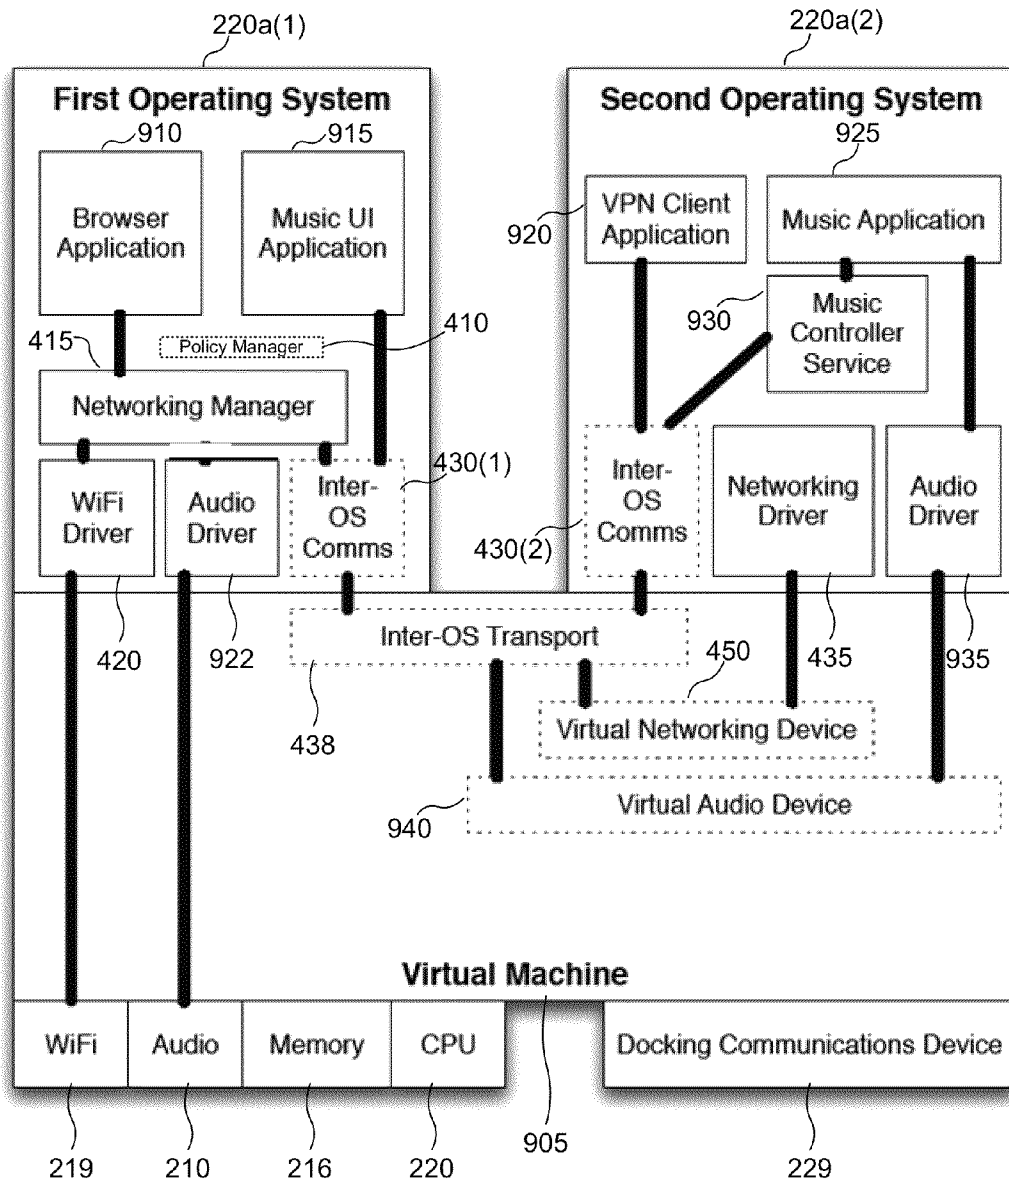 220a(1)
220a(2)
First Operating System
Second Operating System
910
915
925
Browser
Application
Music UI
Application
VPN Client
Application
Music Application
920
930
Music
Controller
Service
415
Policy Manager
410
Networking Manager
430(1)
WiFi
Driver
Audio
Driver
Inter-
OS
Comms
Inter-
OS
Comms
Networking
Driver
Audio
Driver
430(2)
420
922
Inter-OS Transport
435
935
450
438
Virtual Networking Device
940
Virtual Audio Device
Virtual Machine
WiFi
Audio
Memory
CPU
Docking Communications Device
905
219
210
216
220
229